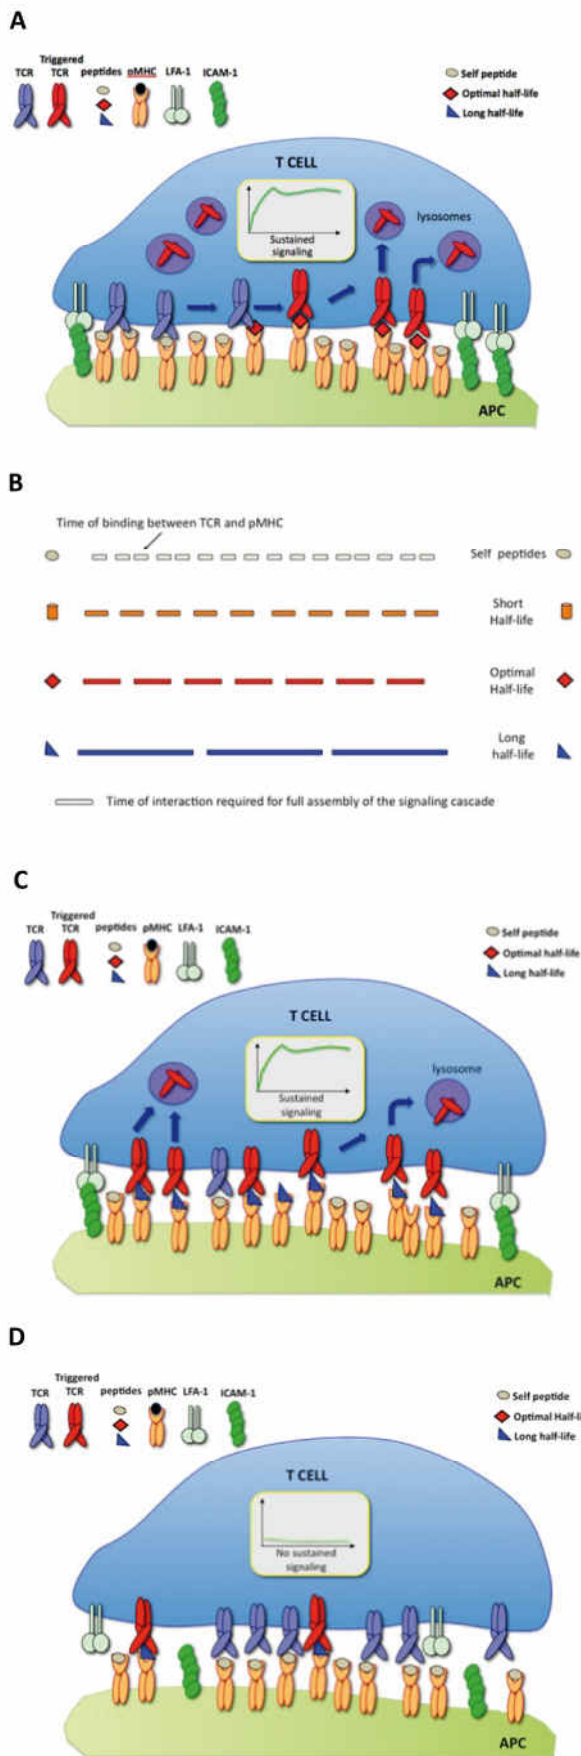 A
Triggered
TCR TCR peptides pMHC LFA-1 ICAM-1
Self peptide
Optimal half-life
Long half-life
T CELL
lysosomes
Sustained
signaling
APC
B
Time of binding between TCR and pMHC
Self peptides
Short
Half-life
Optimal
Half-life
Long
half-life
Time of interaction required for full assembly of the signaling cascade
C
Triggered
TCR TCR peptides pMHC LFA-1 ICAM-1
Self peptide
Optimal half-life
Long half-life
T CELL
lysosome
Sustained
signaling
APC
D
Triggered
TCR TCR peptides pMHC LFA-1 ICAM-1
Self peptide
Optimal Half-li
Long half-life
T CELL
No sustained
signaling
APC